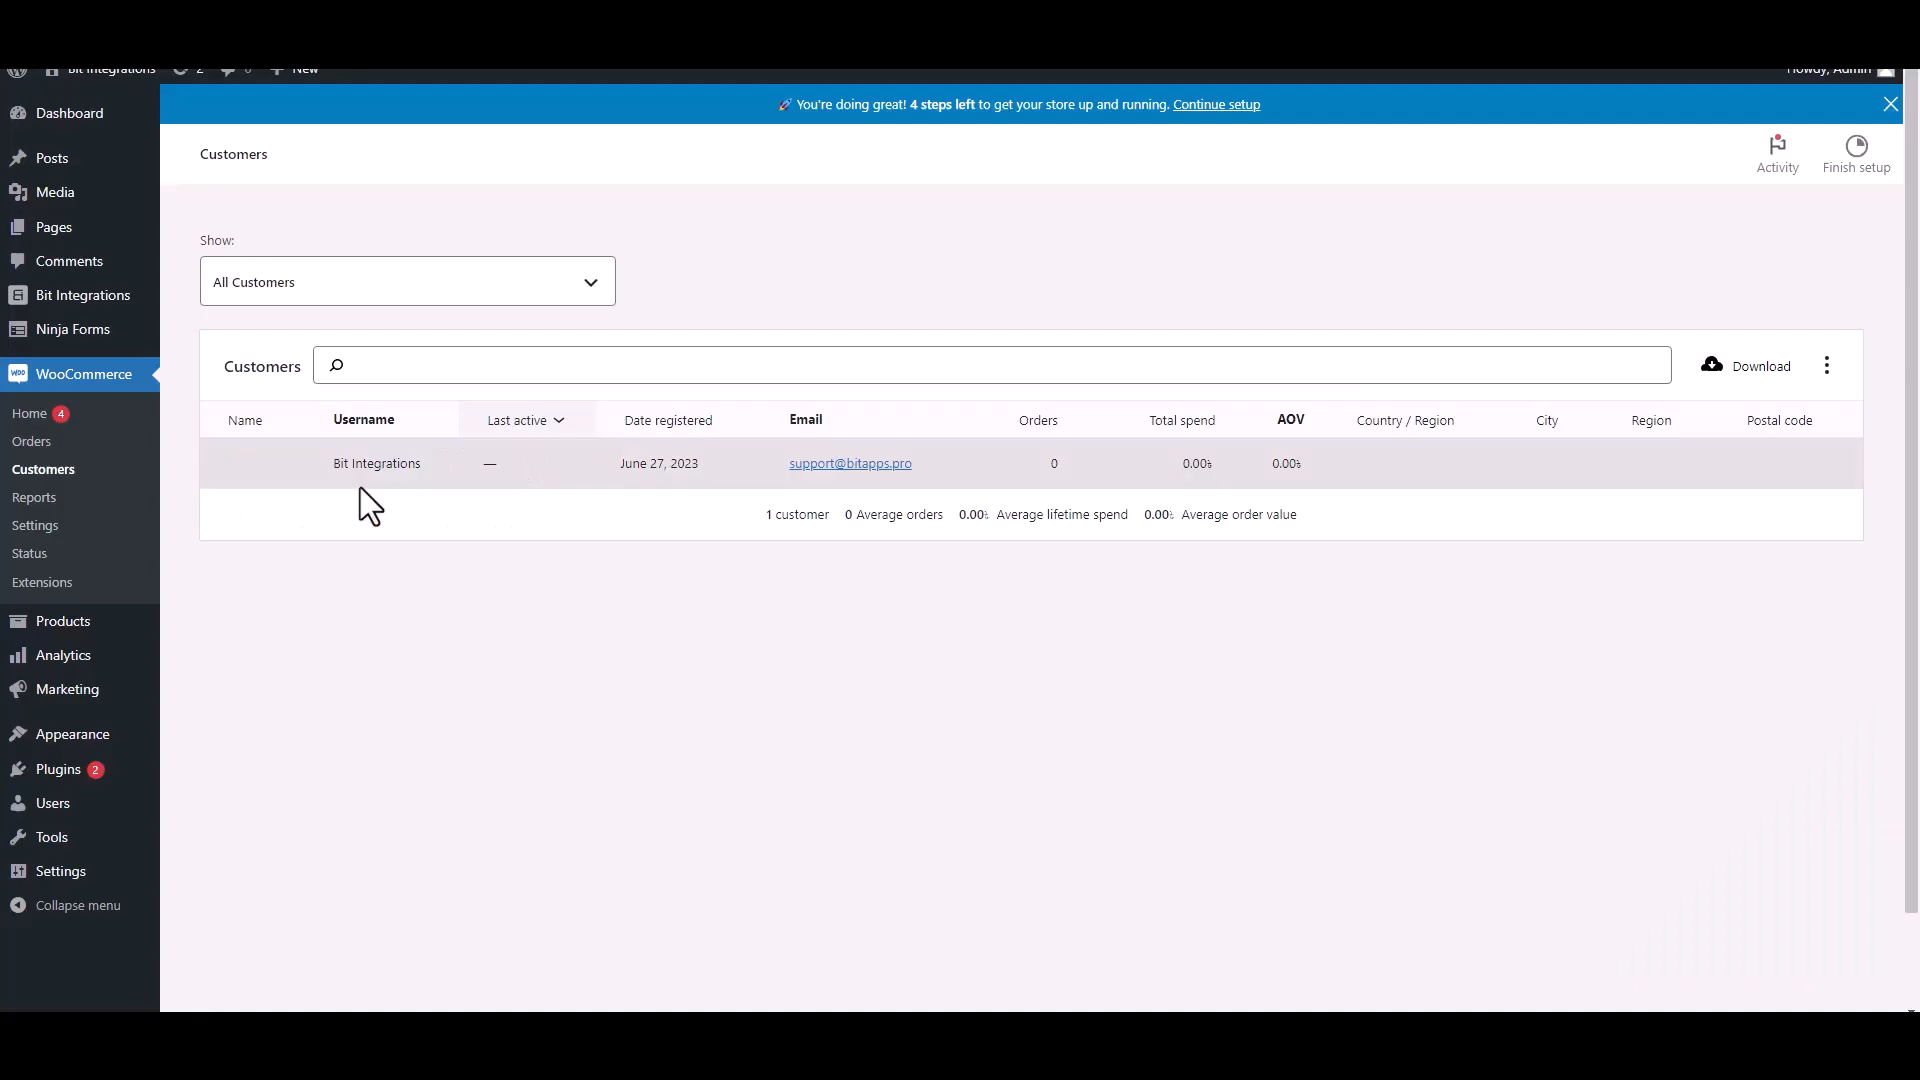 Bit Integrations 2 0 New
Howdy, Admin
🚀 You're doing great! 4 steps left to get your store up and running. Continue setup
Dashboard
Posts
Media
Pages
Comments
Bit Integrations
Ninja Forms
WooCommerce
Home 4
Orders
Customers
Reports
Settings
Status
Extensions
Products
Analytics
Marketing
Appearance
Plugins 2
Users
Tools
Settings
Collapse menu
Customers
Activity
Finish setup
Show:
All Customers
Customers
Download
Name Username Last active Date registered Email Orders Total spend AOV Country / Region City Region Postal code
Bit Integrations — June 27, 2023 support@bitapps.pro 0 0.00৳ 0.00৳
1 customer 0 Average orders 0.00৳ Average lifetime spend 0.00৳ Average order value